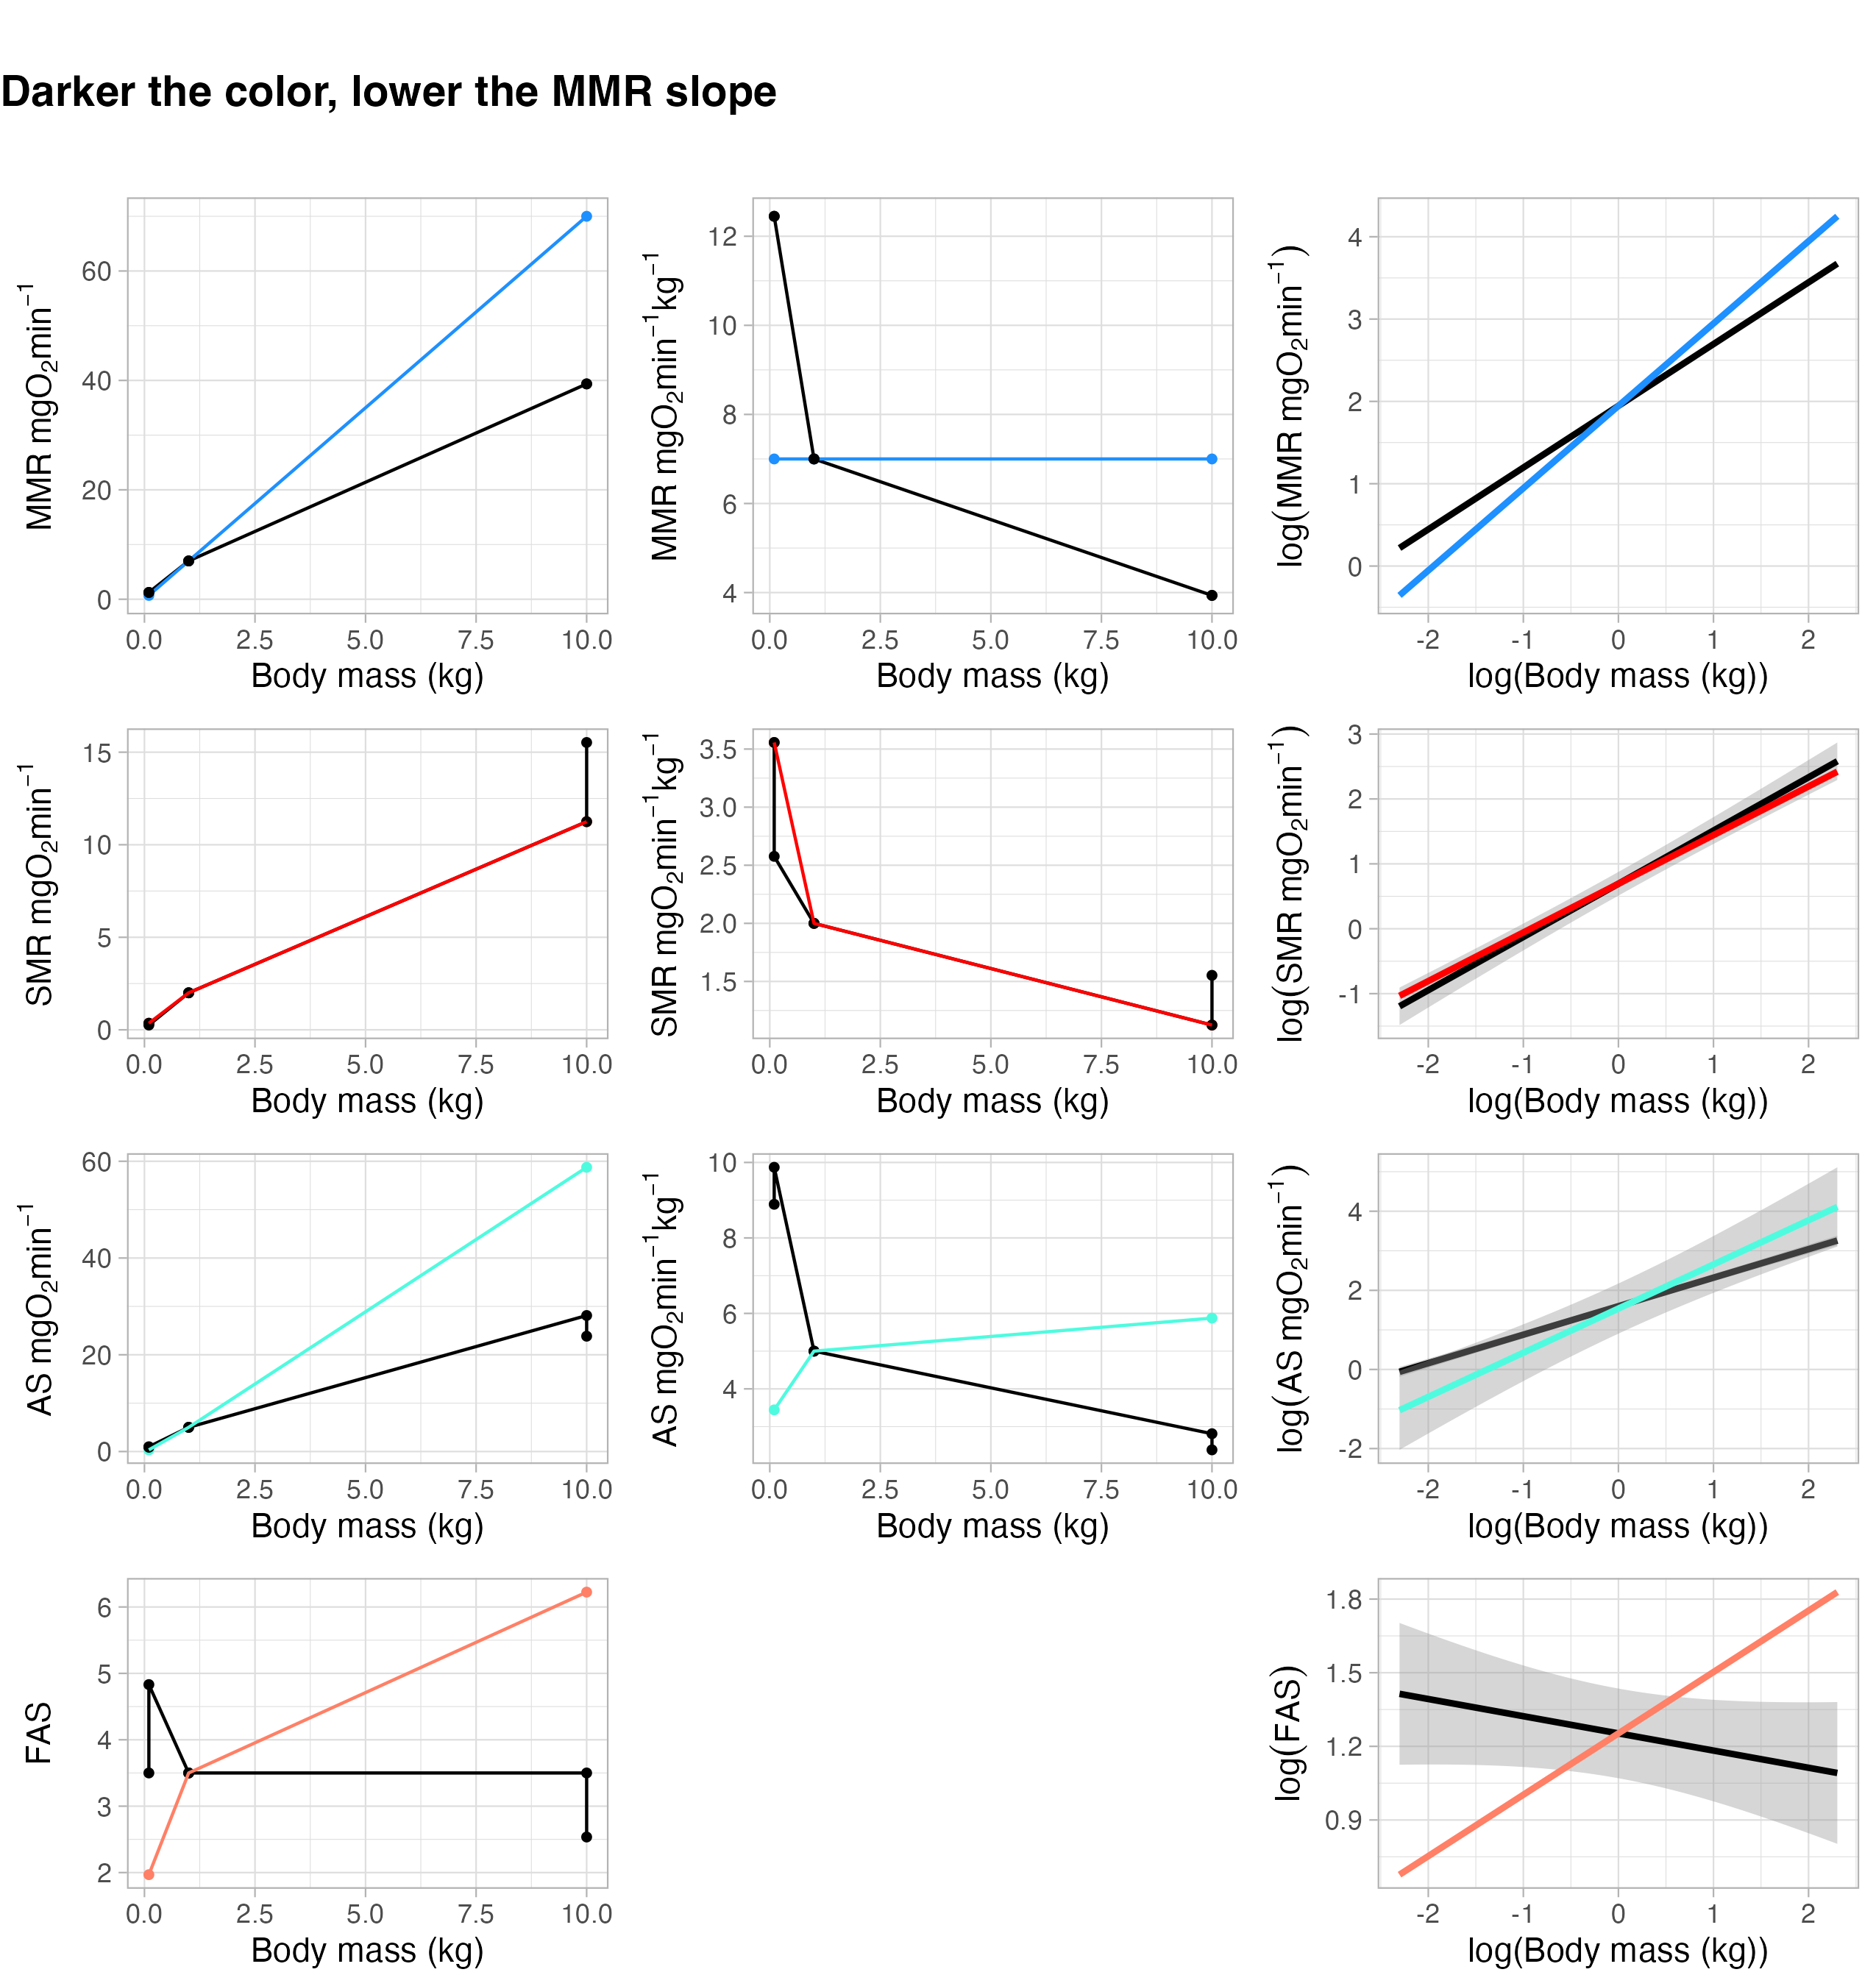 Darker the color, lower the MMR slope
MMR mgO₂min⁻¹
60
40
20
0
0.0 2.5 5.0 7.5 10.0
Body mass (kg)
MMR mgO₂min⁻¹kg⁻¹
12
10
8
6
4
0.0 2.5 5.0 7.5 10.0
Body mass (kg)
log(MMR mgO₂min⁻¹)
4
3
2
1
0
-2 -1 0 1 2
log(Body mass (kg))
SMR mgO₂min⁻¹
15
10
5
0
0.0 2.5 5.0 7.5 10.0
Body mass (kg)
SMR mgO₂min⁻¹kg⁻¹
3.5
3.0
2.5
2.0
1.5
0.0 2.5 5.0 7.5 10.0
Body mass (kg)
log(SMR mgO₂min⁻¹)
3
2
1
0
-1
-2 -1 0 1 2
log(Body mass (kg))
AS mgO₂min⁻¹
60
40
20
0
0.0 2.5 5.0 7.5 10.0
Body mass (kg)
AS mgO₂min⁻¹kg⁻¹
10
8
6
4
0.0 2.5 5.0 7.5 10.0
Body mass (kg)
log(AS mgO₂min⁻¹)
4
2
0
-2
-2 -1 0 1 2
log(Body mass (kg))
FAS
6
5
4
3
2
0.0 2.5 5.0 7.5 10.0
Body mass (kg)
log(FAS)
1.8
1.5
1.2
0.9
-2 -1 0 1 2
log(Body mass (kg))